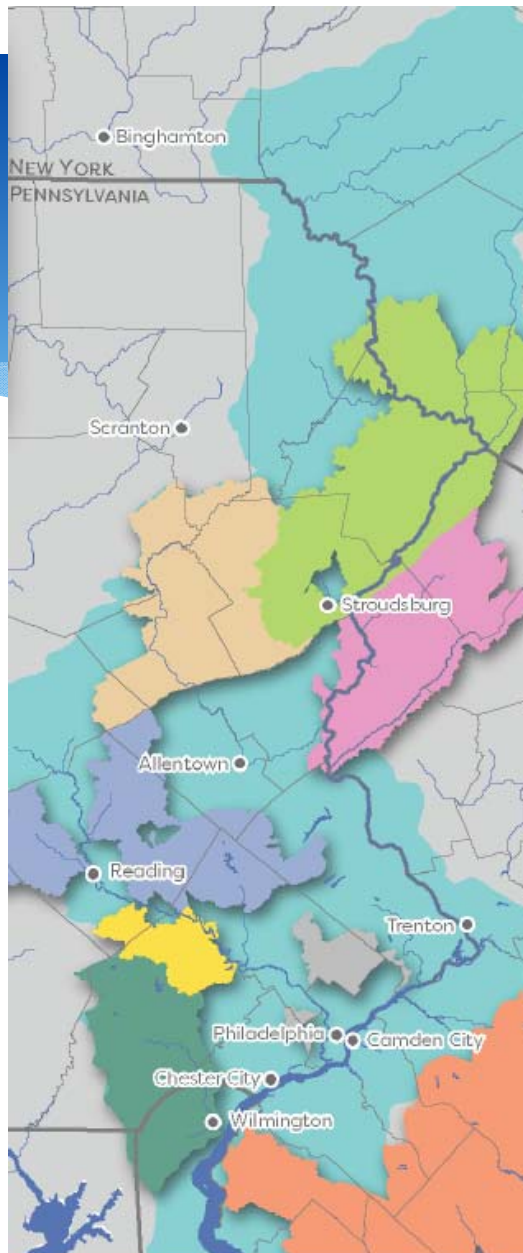 Binghamton
NEW YORK
PENNSYLVANIA
Scranton
Stroudsburg
Allentown
Reading
Trenton
Philadelphia
Camden City
Chester City
Wilmington